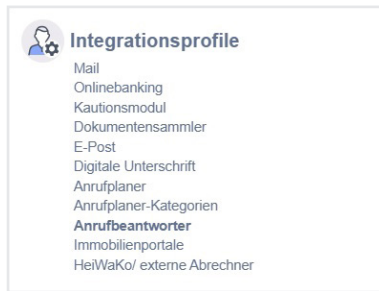 Integrationsprofile
Mail
Onlinebanking
Kautionsmodul
Dokumentensammler
E-Post
Digitale Unterschrift
Anrufplaner
Anrufplaner-Kategorien
Anrufbeantworter
Immobilienportale
HeiWaKo/ externe Abrechner